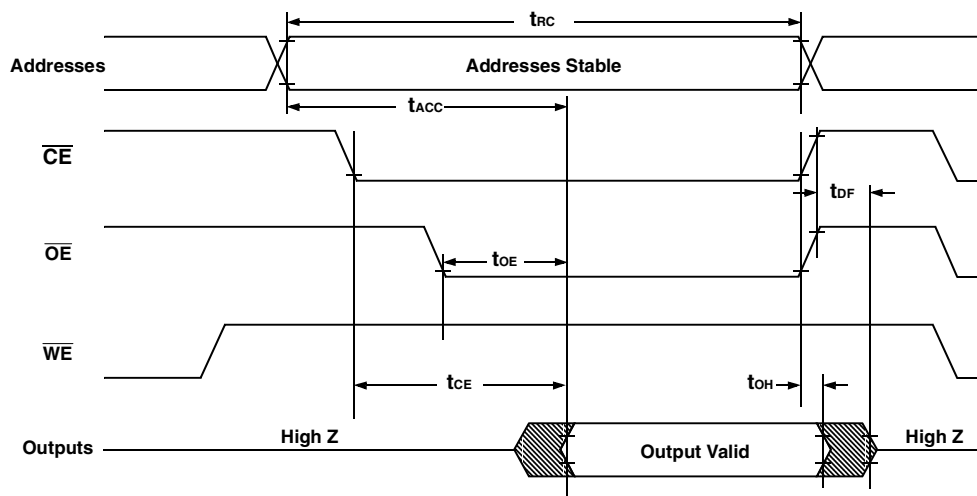 tRC
Addresses
Addresses Stable
tACC
CE
tDF
OE
tOE
WE
tCE
tOH
Outputs
High Z
Output Valid
High Z